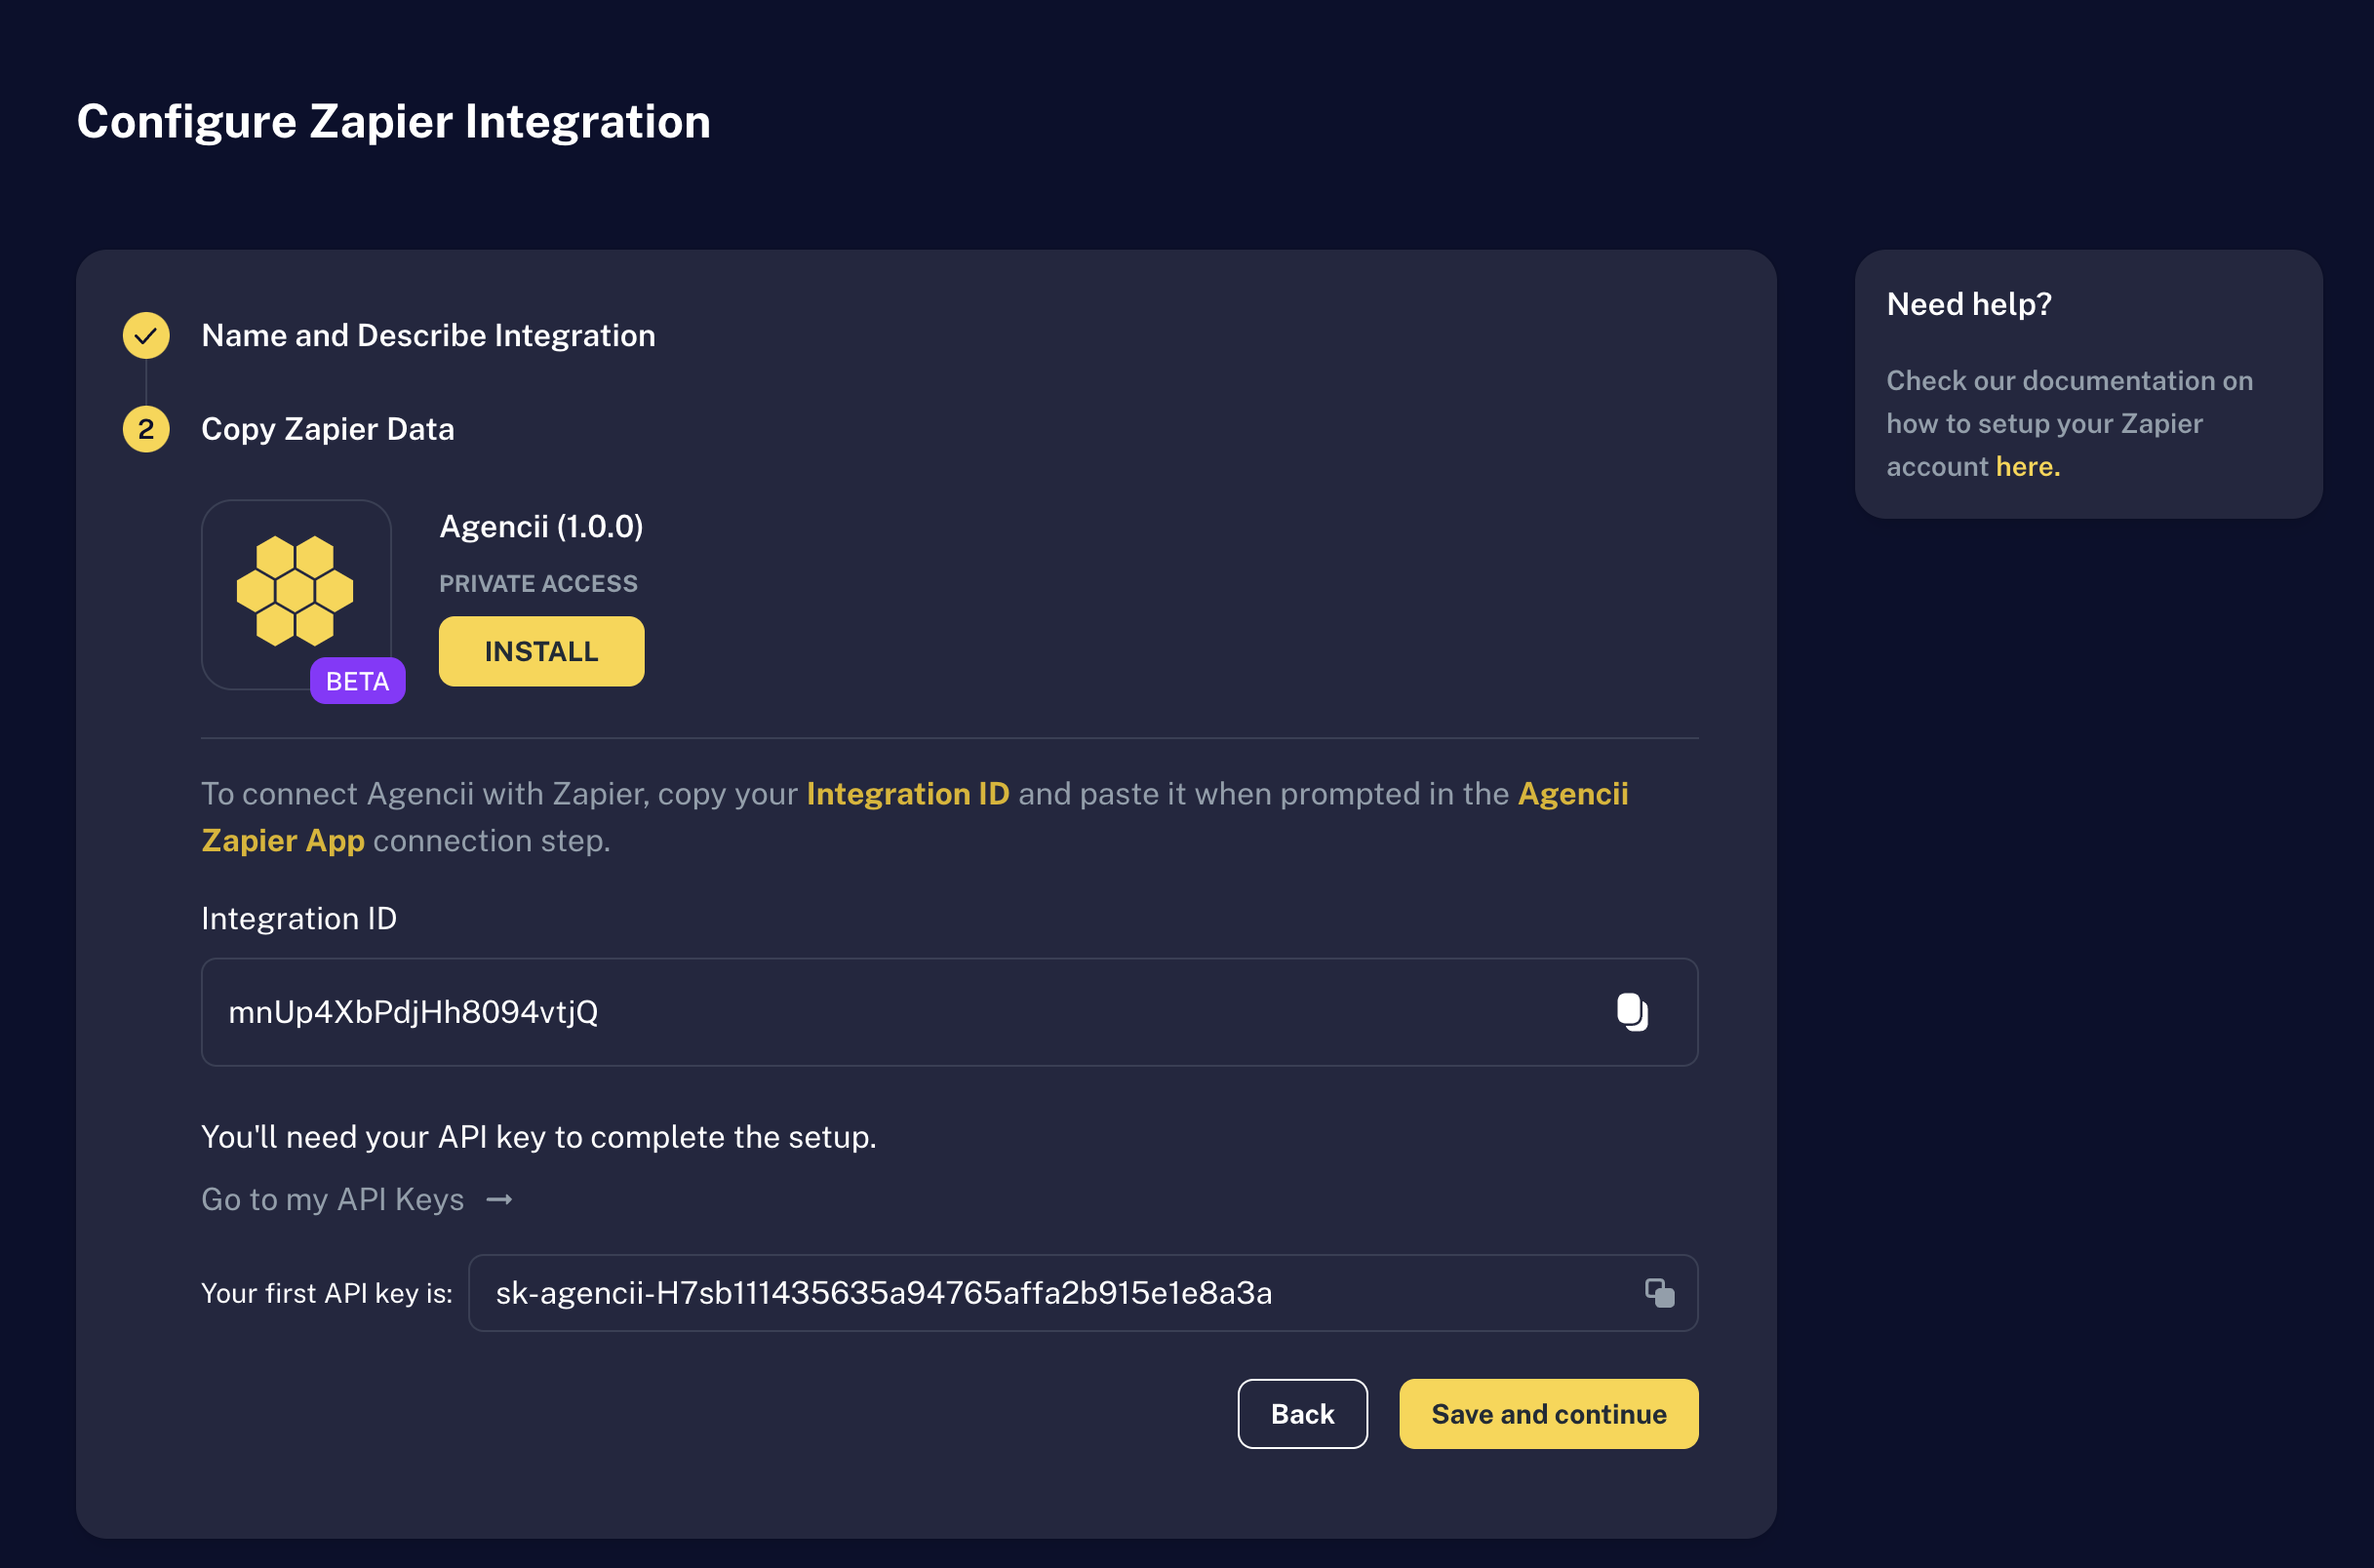 Configure Zapier Integration
Name and Describe Integration
2
Copy Zapier Data
Agencii (1.0.0)
PRIVATE ACCESS
INSTALL
BETA
To connect Agencii with Zapier, copy your Integration ID and paste it when prompted in the Agencii
Zapier App connection step.
Integration ID
mnUp4XbPdjHh8094vtjQ
You'll need your API key to complete the setup.
Go to my API Keys →
Your first API key is:
sk-agencii-H7sb111435635a94765affa2b915e1e8a3a
Back
Save and continue
Need help?
Check our documentation on
how to setup your Zapier
account here.